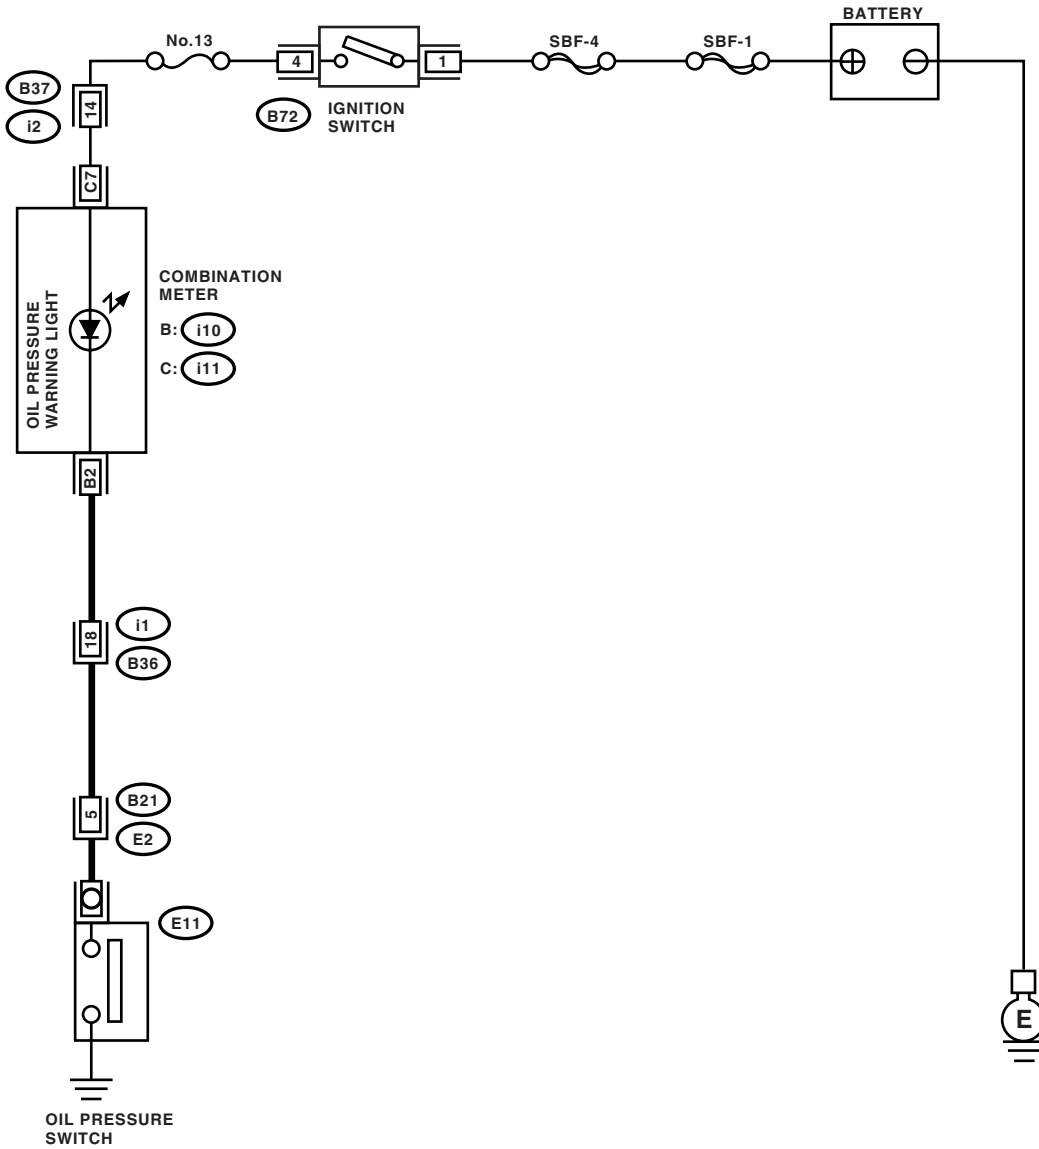 BATTERY
No.13
SBF-4
SBF-1
4
1
B37
14
i2
B72
IGNITION
SWITCH
C7
COMBINATION
METER
OIL PRESSURE
WARNING LIGHT
B: i10
C: i11
B2
i1
18
B36
B21
5
E2
E11
E
OIL PRESSURE
SWITCH